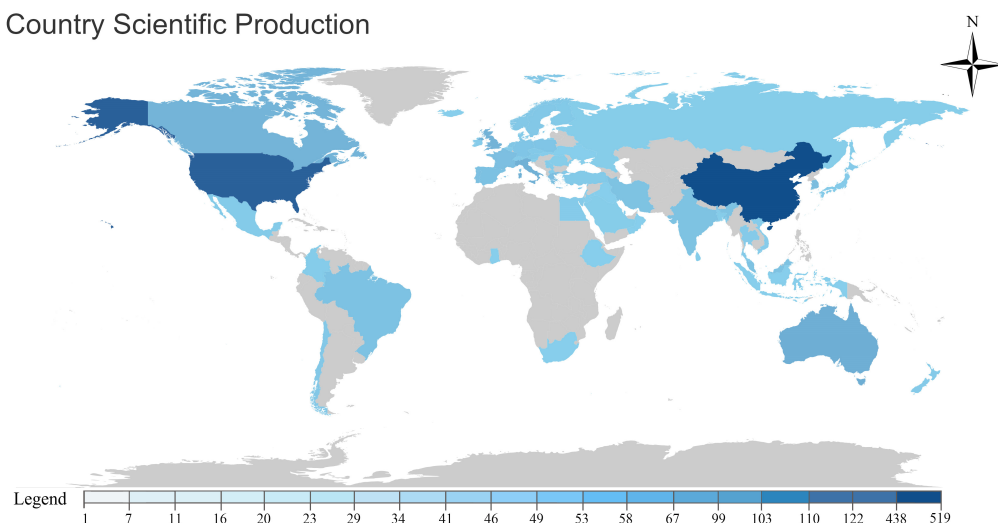 Country Scientific Production
N
Legend
1 7 11 16 20 23 29 34 41 46 49 53 58 67 99 103 110 122 438 519